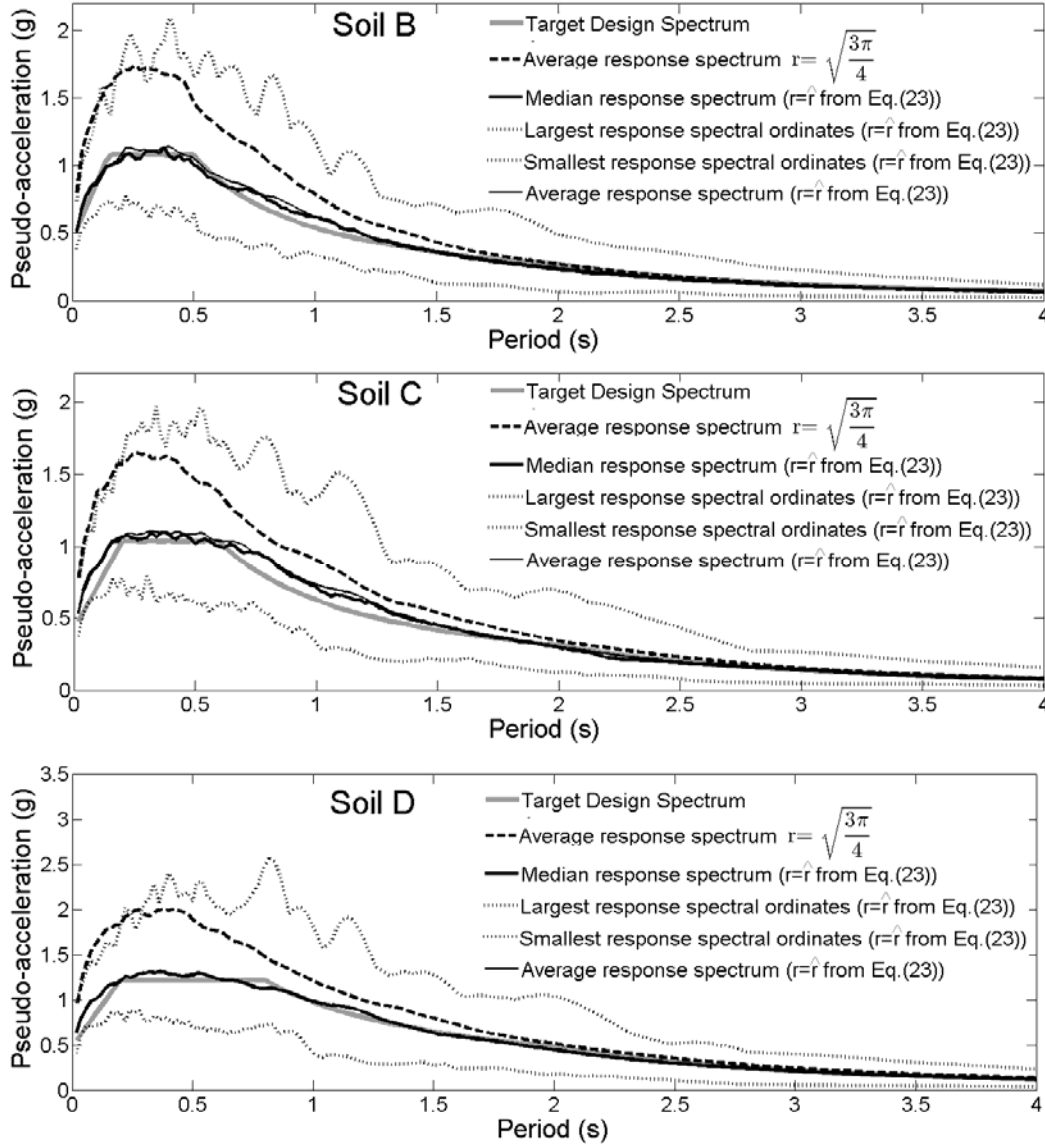 Soil B
Target Design Spectrum
Average response spectrum r= √(3π/4)
Median response spectrum (r=r̂ from Eq.(23))
Largest response spectral ordinates (r=r̂ from Eq.(23))
Smallest response spectral ordinates (r=r̂ from Eq.(23))
Average response spectrum (r=r̂ from Eq.(23))
Pseudo-acceleration (g)
2
1.5
1
0.5
0
0 0.5 1 1.5 2 2.5 3 3.5 4
Period (s)
Soil C
Target Design Spectrum
Average response spectrum r= √(3π/4)
Median response spectrum (r=r̂ from Eq.(23))
Largest response spectral ordinates (r=r̂ from Eq.(23))
Smallest response spectral ordinates (r=r̂ from Eq.(23))
Average response spectrum (r=r̂ from Eq.(23))
Pseudo-acceleration (g)
2
1.5
1
0.5
0
0 0.5 1 1.5 2 2.5 3 3.5 4
Period (s)
Soil D
Target Design Spectrum
Average response spectrum r= √(3π/4)
Median response spectrum (r=r̂ from Eq.(23))
Largest response spectral ordinates (r=r̂ from Eq.(23))
Smallest response spectral ordinates (r=r̂ from Eq.(23))
Average response spectrum (r=r̂ from Eq.(23))
Pseudo-acceleration (g)
3.5
3
2.5
2
1.5
1
0.5
0
0 0.5 1 1.5 2 2.5 3 3.5 4
Period (s)